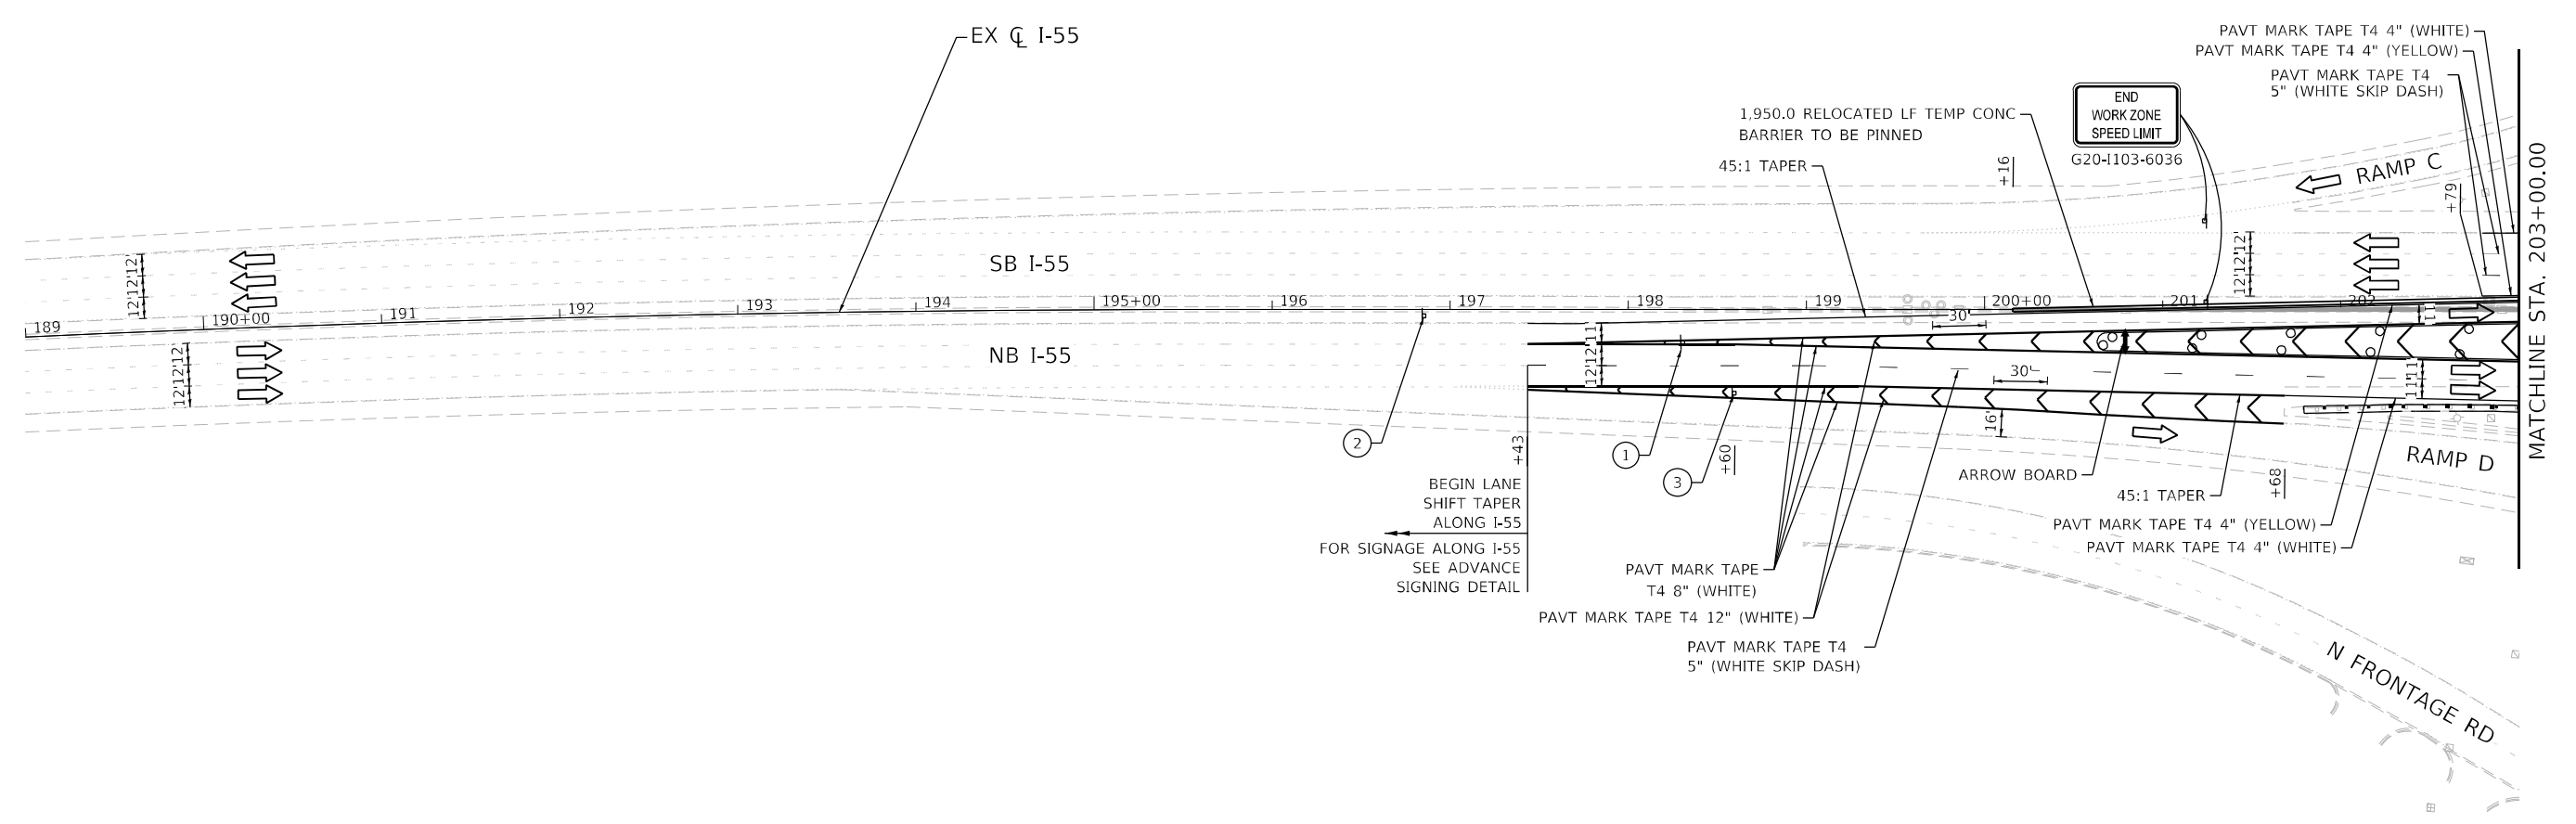 EX ℄ I-55
PAVT MARK TAPE T4 4" (WHITE)
PAVT MARK TAPE T4 4" (YELLOW)
PAVT MARK TAPE T4
5" (WHITE SKIP DASH)
END
WORK ZONE
SPEED LIMIT
G20-I103-6036
1,950.0 RELOCATED LF TEMP CONC
BARRIER TO BE PINNED
45:1 TAPER
+16
RAMP C
+79
MATCHLINE STA. 203+00.00
12'
12'
12'
SB I-55
12'
12'
12'
189
190+00
191
192
193
194
195+00
196
197
198
199
200+00
201
202
30'
11'
12'
12'
12'
NB I-55
11
12'
12'
30'
11'
11'
16'
2
+43
1
3
+60
ARROW BOARD
45:1 TAPER
+68
RAMP D
BEGIN LANE
SHIFT TAPER
ALONG I-55
FOR SIGNAGE ALONG I-55
SEE ADVANCE
SIGNING DETAIL
PAVT MARK TAPE T4 4" (YELLOW)
PAVT MARK TAPE T4 4" (WHITE)
PAVT MARK TAPE
T4 8" (WHITE)
PAVT MARK TAPE T4 12" (WHITE)
PAVT MARK TAPE T4
5" (WHITE SKIP DASH)
N FRONTAGE RD